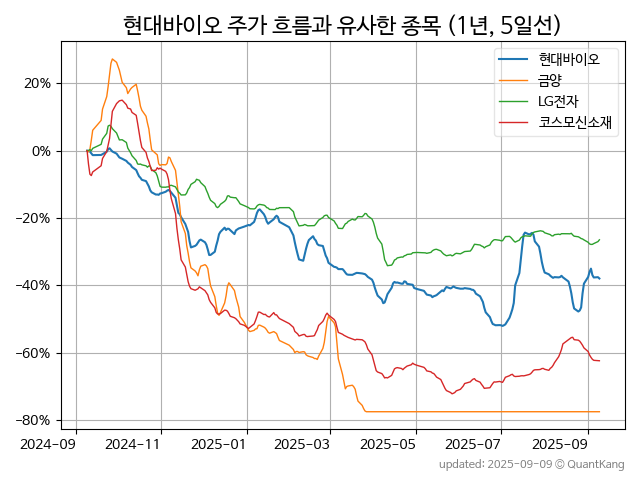 현대바이오 주가 흐름과 유사한 종목 (1년, 5일선)
현대바이오
금양
LG전자
코스모신소재
20%
0%
−20%
−40%
−60%
−80%
2024−09
2024−11
2025−01
2025−03
2025−05
2025−07
2025−09
updated: 2025−09−09 © QuantKang